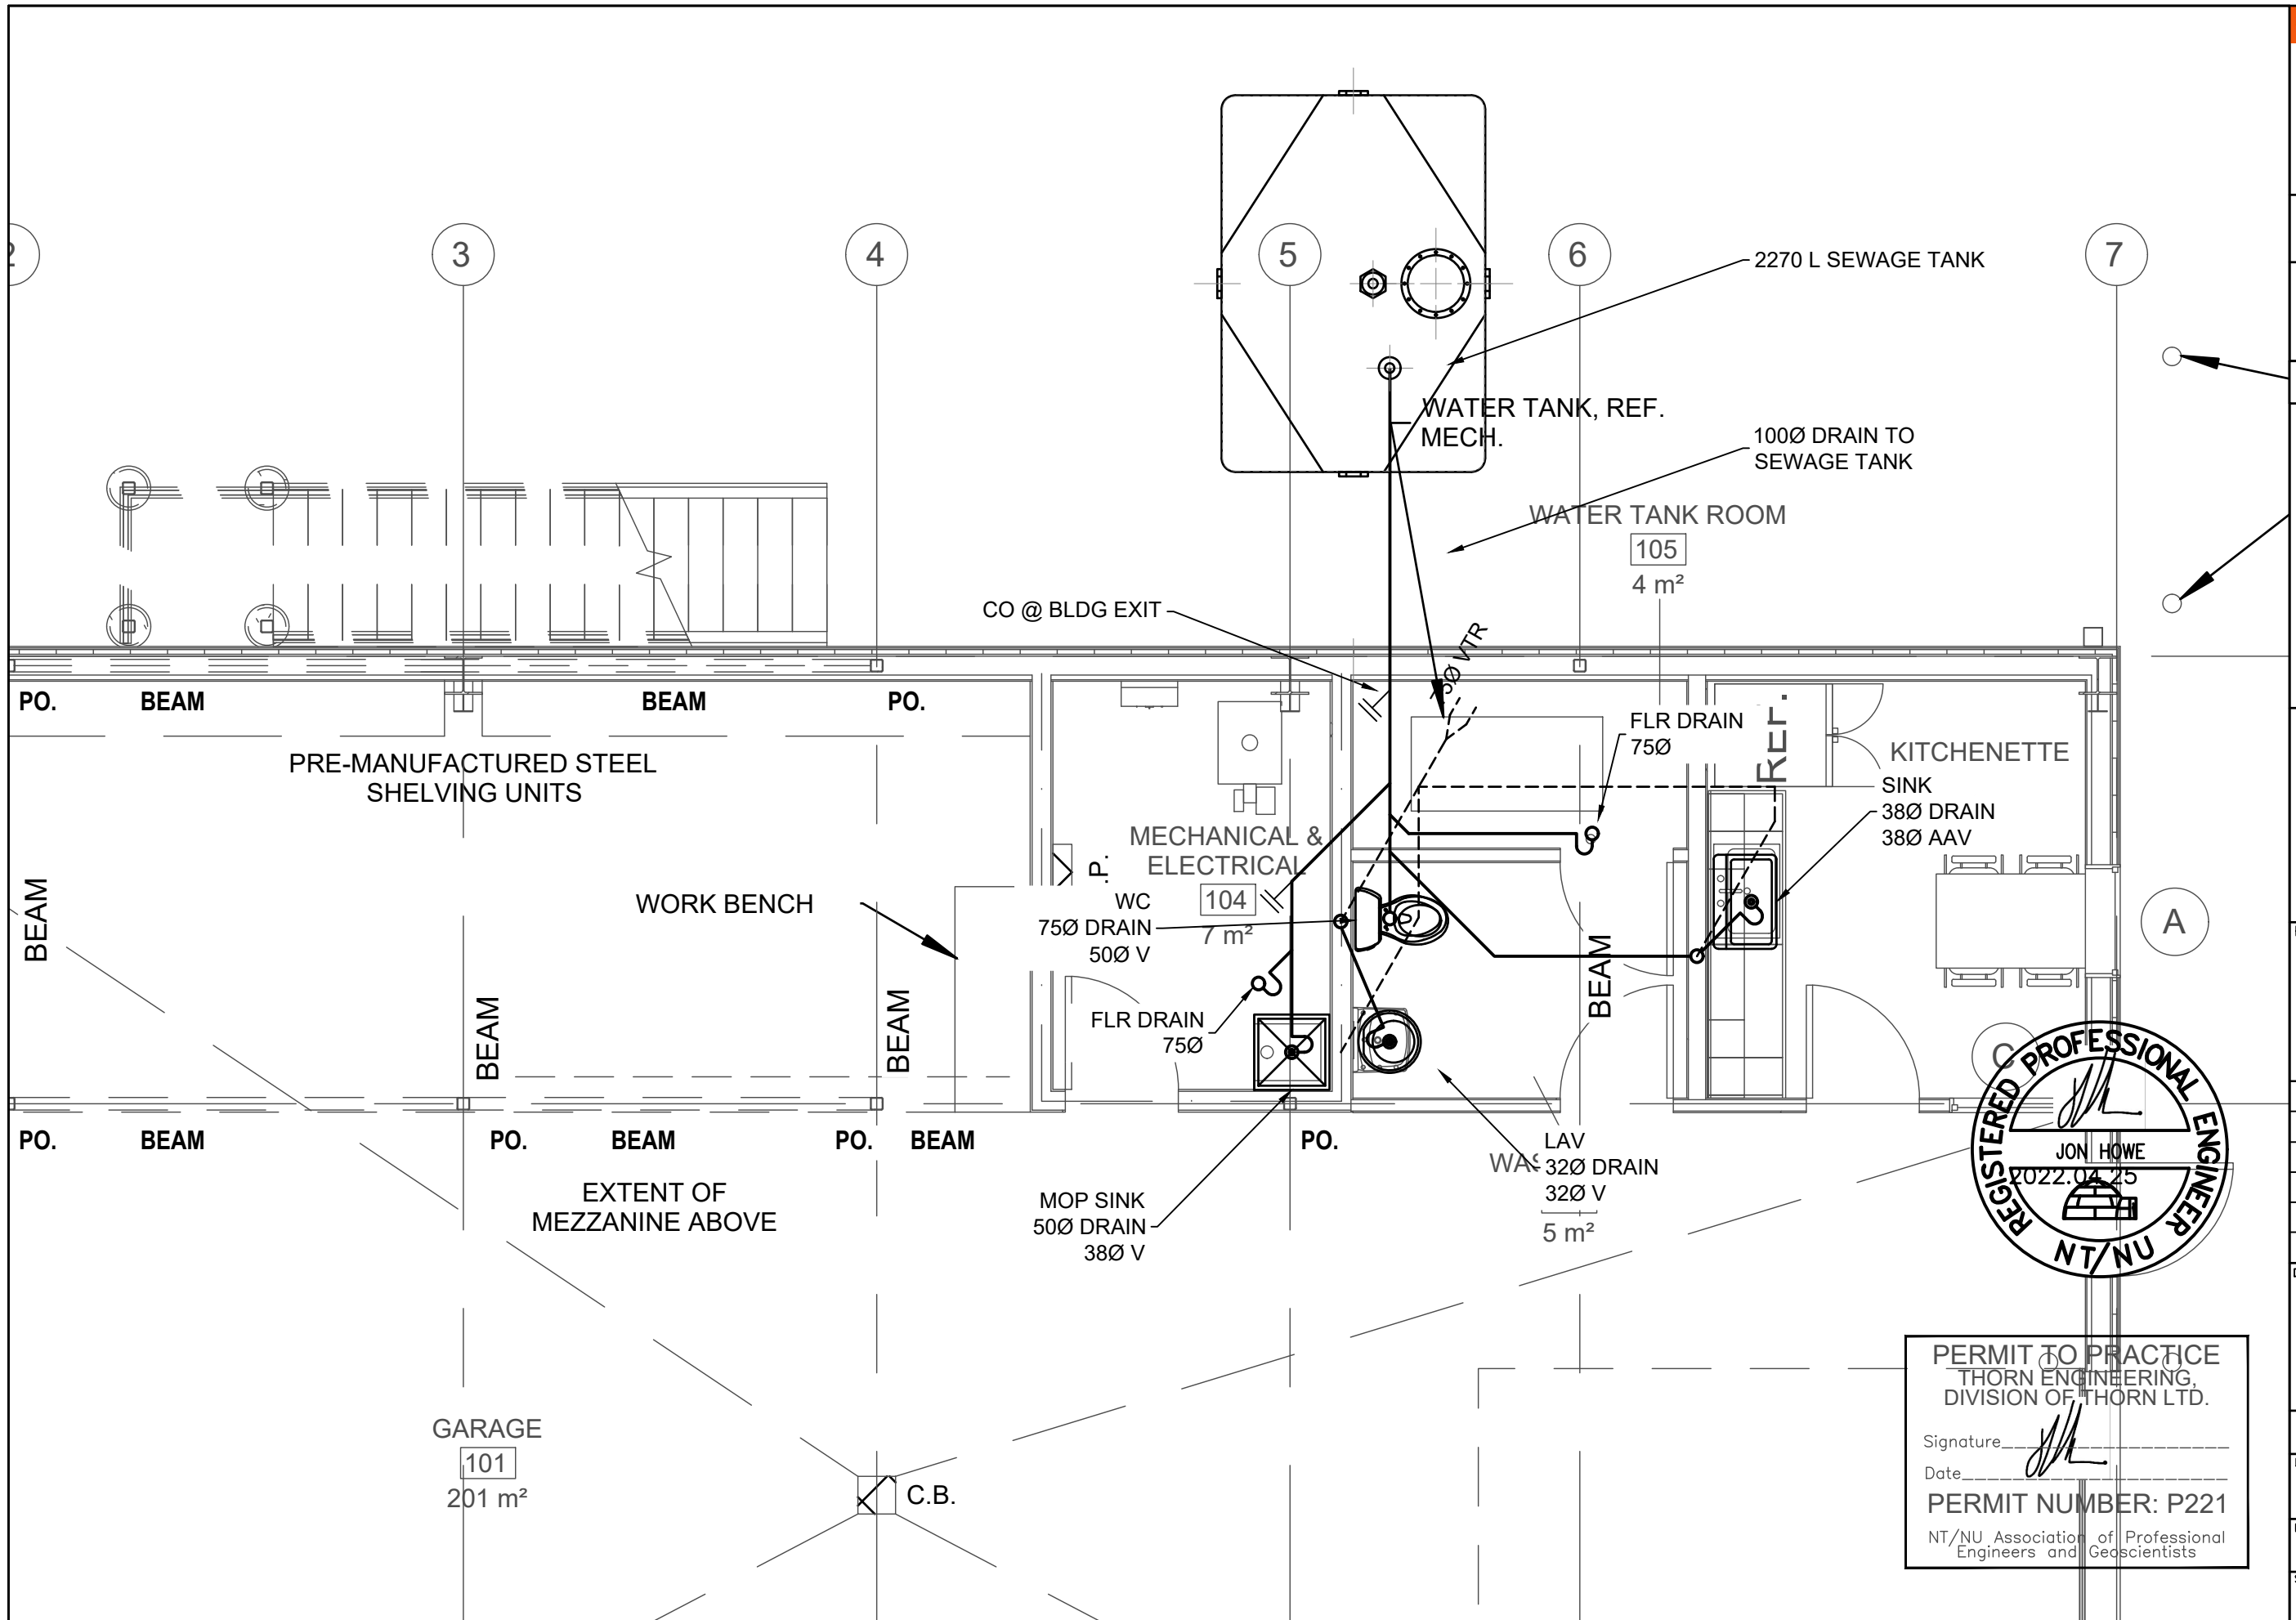 3
4
5
6
7
2270 L SEWAGE TANK
WATER TANK, REF.
MECH.
100Ø DRAIN TO
SEWAGE TANK
WATER TANK ROOM
105
4 m²
CO @ BLDG EXIT
VTR
PO.
BEAM
BEAM
PO.
PRE-MANUFACTURED STEEL
SHELVING UNITS
FLR DRAIN
75Ø
REF.
KITCHENETTE
SINK
38Ø DRAIN
38Ø AAV
MECHANICAL &
ELECTRICAL
104
7 m²
WORK BENCH
WC
75Ø DRAIN
50Ø V
A
BEAM
BEAM
BEAM
BEAM
FLR DRAIN
75Ø
C
PO.
BEAM
PO.
BEAM
PO.
BEAM
PO.
EXTENT OF
MEZZANINE ABOVE
MOP SINK
50Ø DRAIN
38Ø V
LAV
32Ø DRAIN
32Ø V
5 m²
REGISTERED PROFESSIONAL ENGINEER
JON HOWE
2022.04.25
NT/NU
GARAGE
101
201 m²
C.B.
PERMIT TO PRACTICE
THORN ENGINEERING,
DIVISION OF THORN LTD.
Signature
Date
PERMIT NUMBER: P221
NT/NU Association of Professional
Engineers and Geoscientists